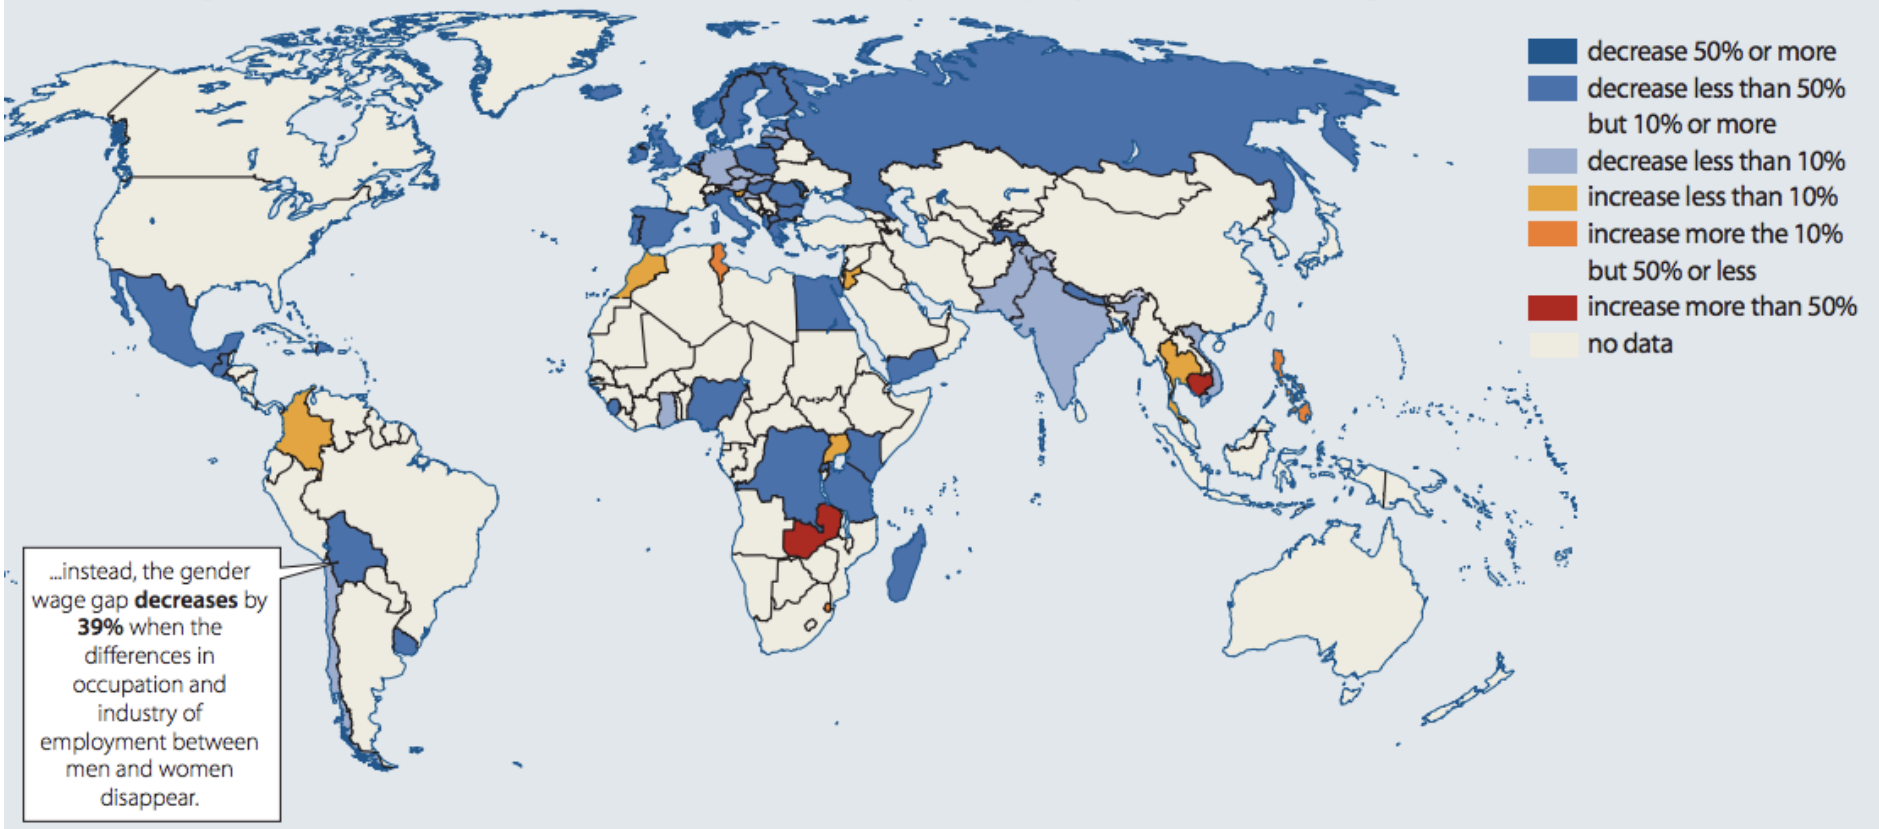 decrease 50% or more
decrease less than 50%
but 10% or more
decrease less than 10%
increase less than 10%
increase more the 10%
but 50% or less
increase more than 50%
no data
...instead, the gender
wage gap decreases by
39% when the
differences in
occupation and
industry of
employment between
men and women
disappear.